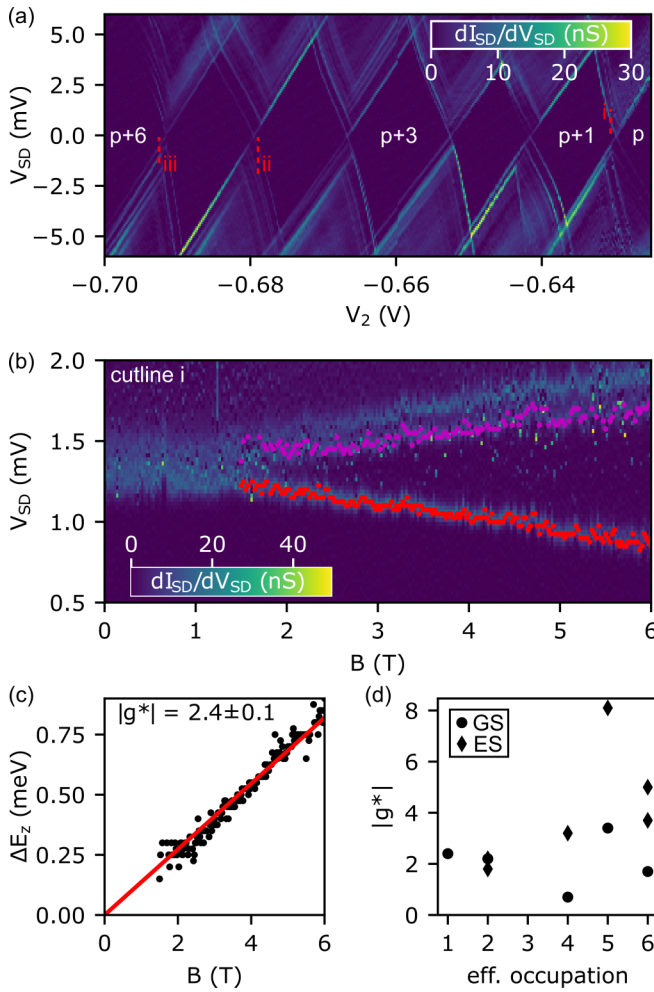 (a)
dI_SD/dV_SD (nS)
0 10 20 30
V_SD (mV)
5.0
2.5
0.0
−2.5
−5.0
p+6
iii
ii
p+3
p+1
i
p
−0.70 −0.68 −0.66 −0.64
V_2 (V)
(b)
cutline i
V_SD (mV)
2.0
1.5
1.0
0.5
0 20 40
dI_SD/dV_SD (nS)
0 1 2 3 4 5 6
B (T)
(c)
|g*| = 2.4±0.1
ΔE_z (meV)
0.75
0.50
0.25
0.00
2 4 6
B (T)
(d)
GS
ES
|g*|
8
6
4
2
0
1 2 3 4 5 6
eff. occupation